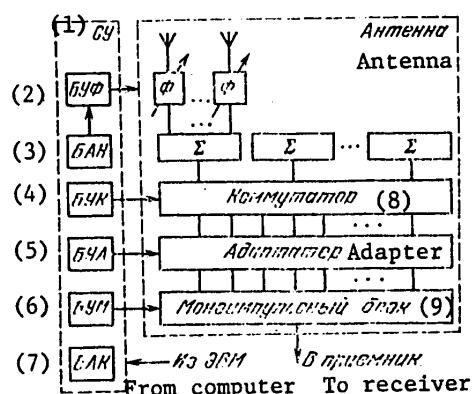 (1) СУ
Антенна
Antenna
(2) БУФ
Ф ... Ф
...
(3) БАН
Σ Σ ... Σ
(4) БУК
Коммутатор (8)
...
(5) БУА
Адаптатор Adapter
...
(6) БУМ
Моноимпульсный блок (9)
(7) БАК
Из ЭВМ В приемник
From computer To receiver